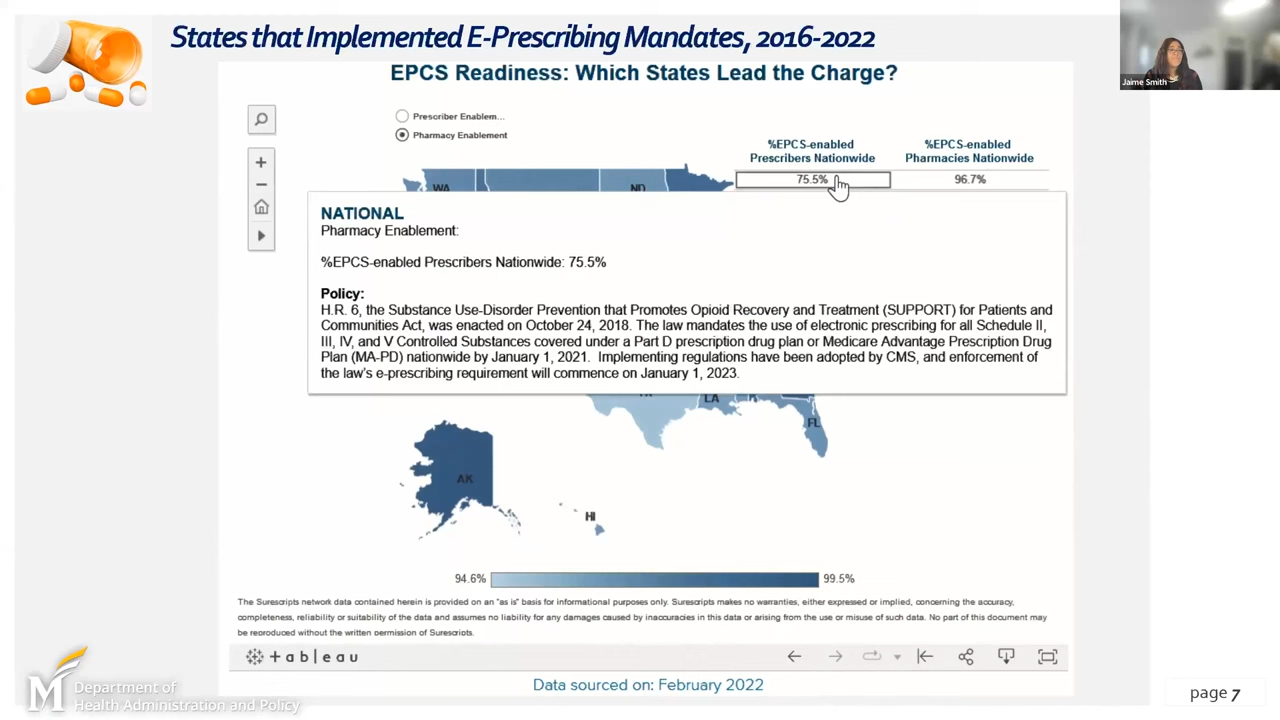 States that Implemented E-Prescribing Mandates, 2016-2022
Jaime Smith
EPCS Readiness: Which States Lead the Charge?
Prescriber Enablem...
Pharmacy Enablement
%EPCS-enabled
Prescribers Nationwide
%EPCS-enabled
Pharmacies Nationwide
75.5%
96.7%
WA
ND
NATIONAL
Pharmacy Enablement:
%EPCS-enabled Prescribers Nationwide: 75.5%
Policy:
H.R. 6, the Substance Use-Disorder Prevention that Promotes Opioid Recovery and Treatment (SUPPORT) for Patients and
Communities Act, was enacted on October 24, 2018. The law mandates the use of electronic prescribing for all Schedule II,
III, IV, and V Controlled Substances covered under a Part D prescription drug plan or Medicare Advantage Prescription Drug
Plan (MA-PD) nationwide by January 1, 2021. Implementing regulations have been adopted by CMS, and enforcement of
the law's e-prescribing requirement will commence on January 1, 2023.
LA
FL
AK
HI
94.6%
99.5%
The Surescripts network data contained herein is provided on an "as is" basis for informational purposes only. Surescripts makes no warranties, either expressed or implied, concerning the accuracy,
completeness, reliability or suitability of the data and assumes no liability for any damages caused by inaccuracies in this data or arising from the use or misuse of such data. No part of this document may
be reproduced without the written permission of Surescripts.
+ableau
Data sourced on: February 2022
M
Department of
Health Administration and Policy
page 7